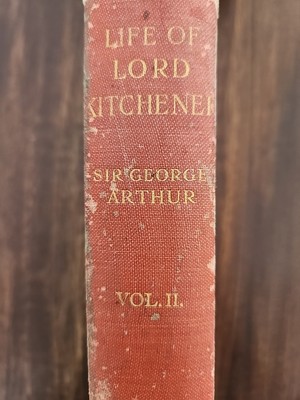 LIFE OF
LORD
KITCHENER
SIR GEORGE
ARTHUR
VOL. II.